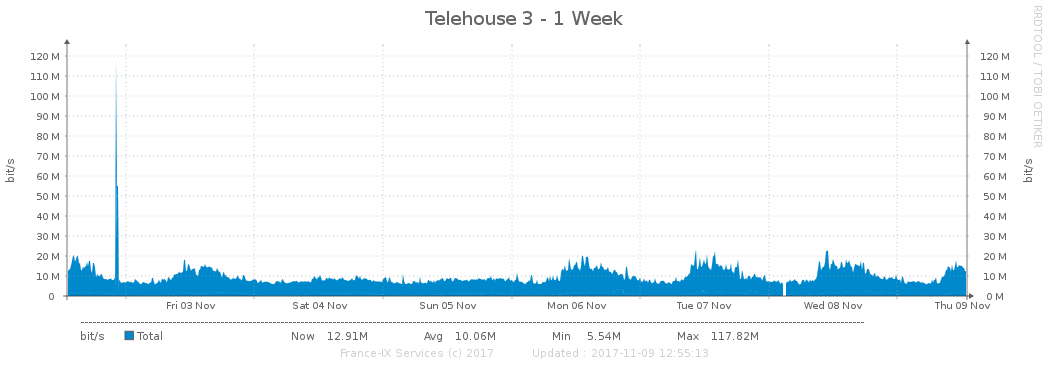 Telehouse 3 - 1 Week
RRDTOOL / TOBI OETIKER
bit/s
120 M 120 M
110 M 110 M
100 M 100 M
90 M 90 M
80 M 80 M
70 M 70 M
60 M 60 M
50 M 50 M
40 M 40 M
30 M 30 M
20 M 20 M
10 M 10 M
0 0 M
bit/s
Fri 03 Nov Sat 04 Nov Sun 05 Nov Mon 06 Nov Tue 07 Nov Wed 08 Nov Thu 09 Nov
bit/s Total Now 12.91M Avg 10.06M Min 5.54M Max 117.82M
France-IX Services (c) 2017 Updated : 2017-11-09 12:55:13